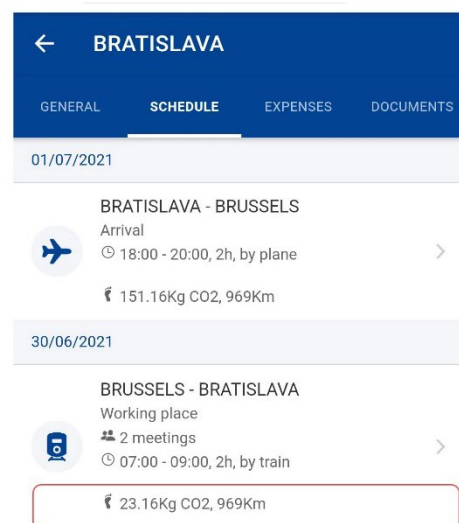 BRATISLAVA
GENERAL SCHEDULE EXPENSES DOCUMENTS
01/07/2021
BRATISLAVA - BRUSSELS
Arrival
18:00 - 20:00, 2h, by plane
151.16Kg CO2, 969Km
30/06/2021
BRUSSELS - BRATISLAVA
Working place
2 meetings
07:00 - 09:00, 2h, by train
23.16Kg CO2, 969Km